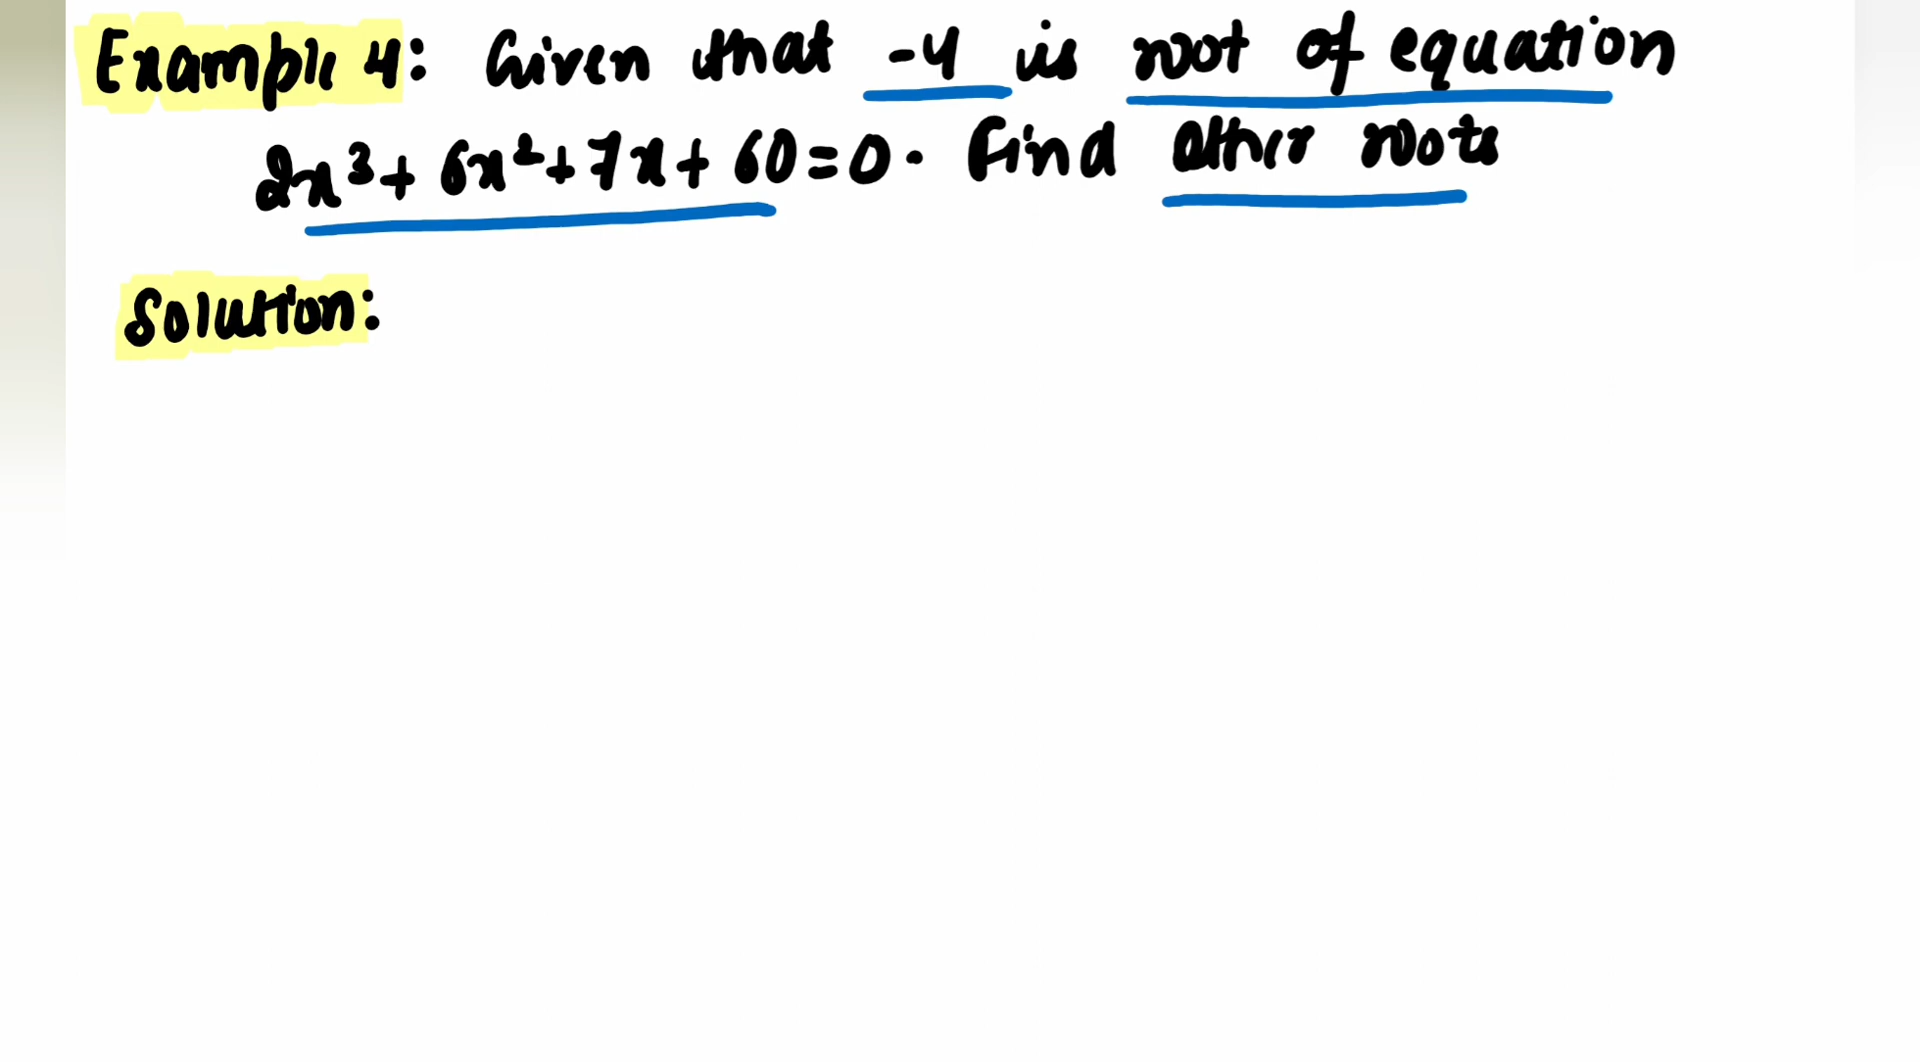 Example 4: Given that -4 is root of equation
2x³ + 6x² + 7x + 60 = 0. Find other roots
Solution: